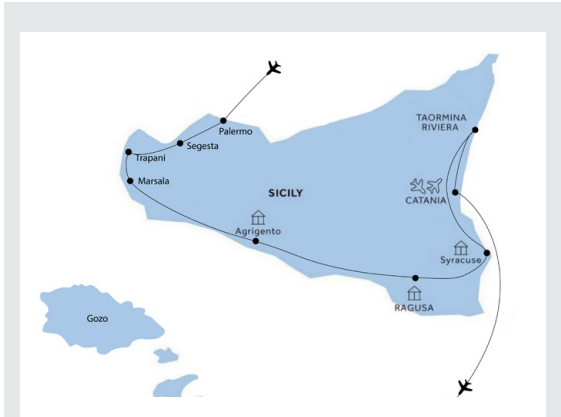 Palermo
Segesta
Trapani
Marsala
TAORMINA
RIVIERA
SICILY
CATANIA
Agrigento
Syracuse
RAGUSA
Gozo